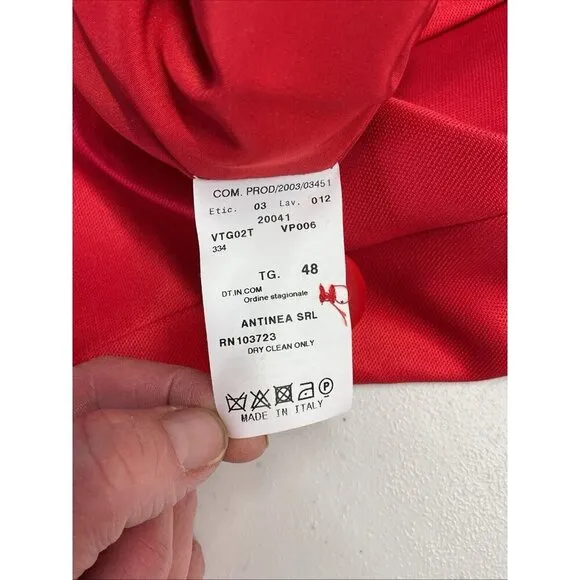 COM. PROD/2003/03451
Etic. 03 Lav. 012
20041
VTG02T VP006
334
TG. 48
DT.IN.COM
Ordine stagionale
ANTINEA SRL
RN103723
DRY CLEAN ONLY
P
MADE IN ITALY